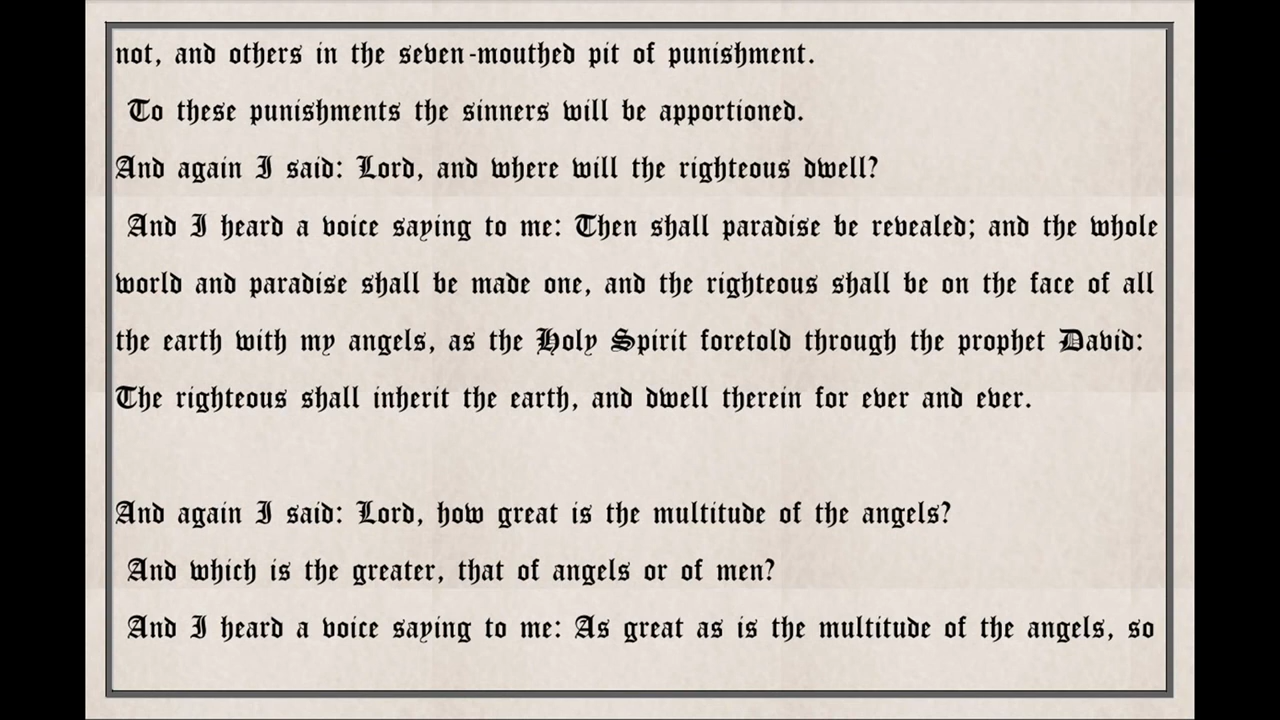 not, and others in the seven-mouthed pit of punishment.
To these punishments the sinners will be apportioned.
And again I said: Lord, and where will the righteous dwell?
And I heard a voice saying to me: Then shall paradise be revealed; and the whole
world and paradise shall be made one, and the righteous shall be on the face of all
the earth with my angels, as the Holy Spirit foretold through the prophet David:
The righteous shall inherit the earth, and dwell therein for ever and ever.
And again I said: Lord, how great is the multitude of the angels?
And which is the greater, that of angels or of men?
And I heard a voice saying to me: As great as is the multitude of the angels, so